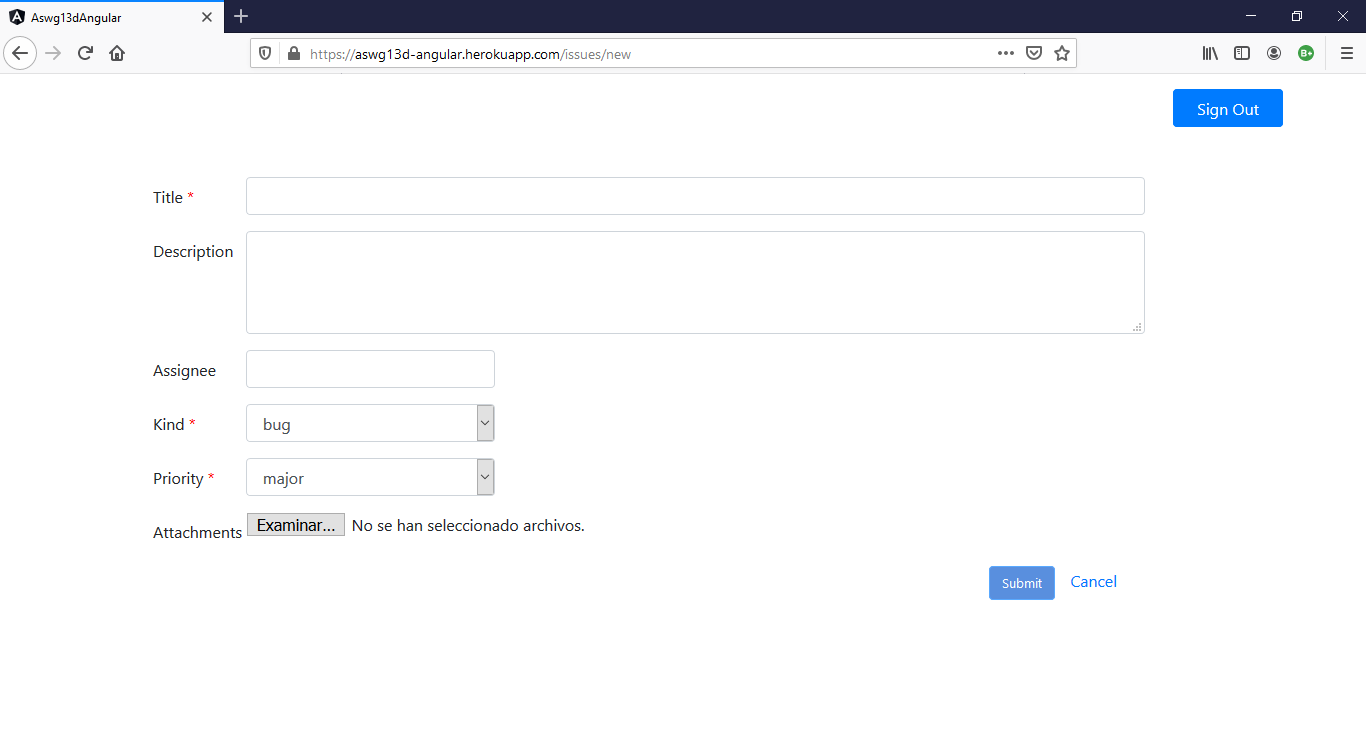 Aswg13dAngular
https://aswg13d-angular.herokuapp.com/issues/new
B+
Sign Out
Title *
Description
Assignee
Kind * bug
Priority * major
Attachments Examinar... No se han seleccionado archivos.
Submit Cancel